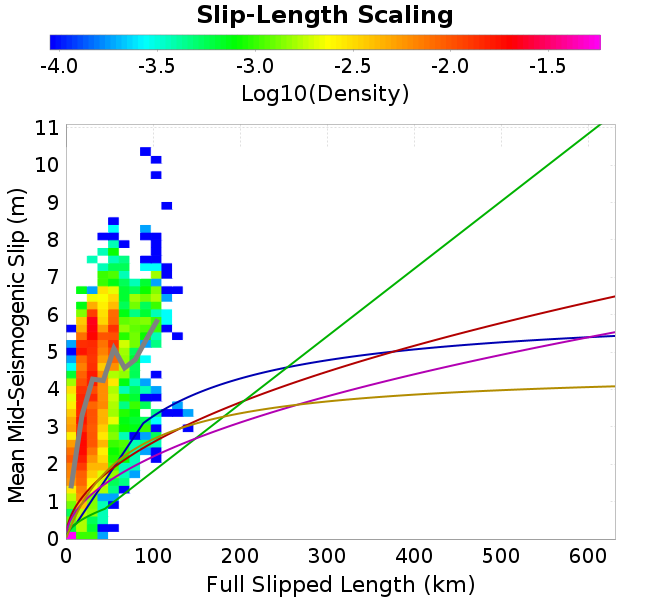 Slip-Length Scaling
-4.0 -3.5 -3.0 -2.5 -2.0 -1.5
Log10(Density)
11
10
9
8
7
6
5
4
3
2
1
0
Mean Mid-Seismogenic Slip (m)
0 100 200 300 400 500 600
Full Slipped Length (km)